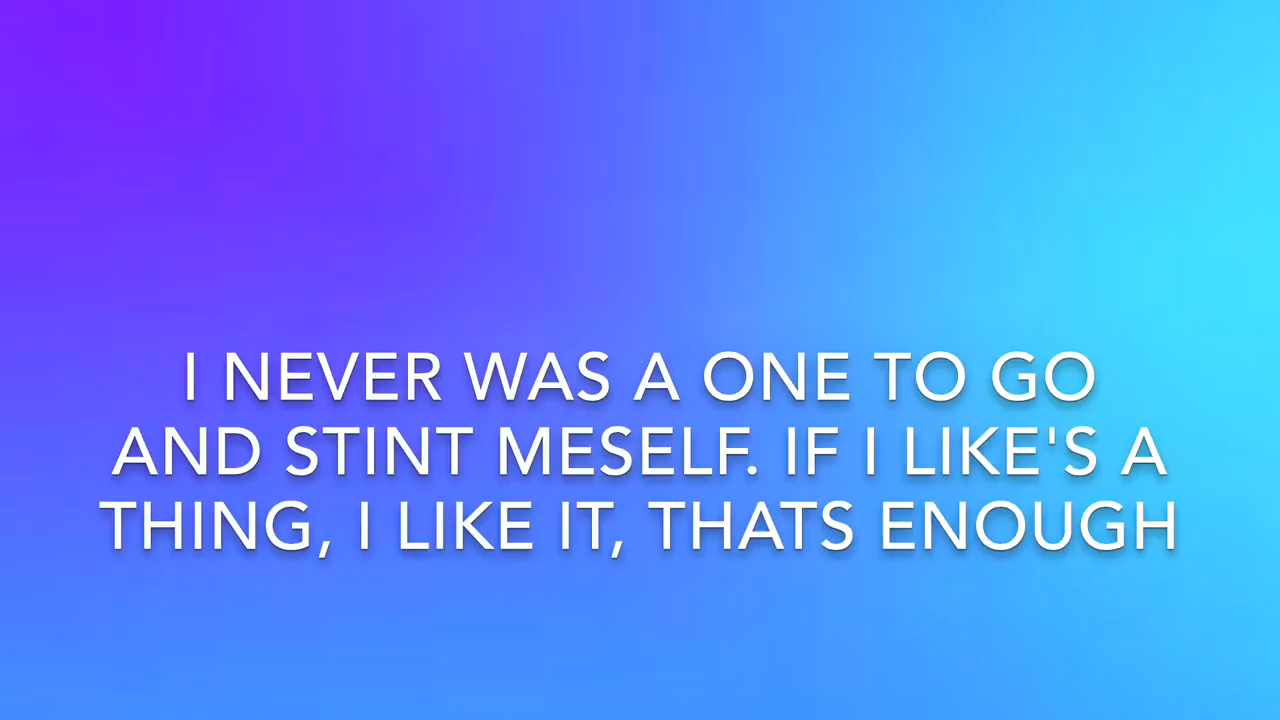 I NEVER WAS A ONE TO GO
AND STINT MESELF. IF I LIKE'S A
THING, I LIKE IT, THATS ENOUGH